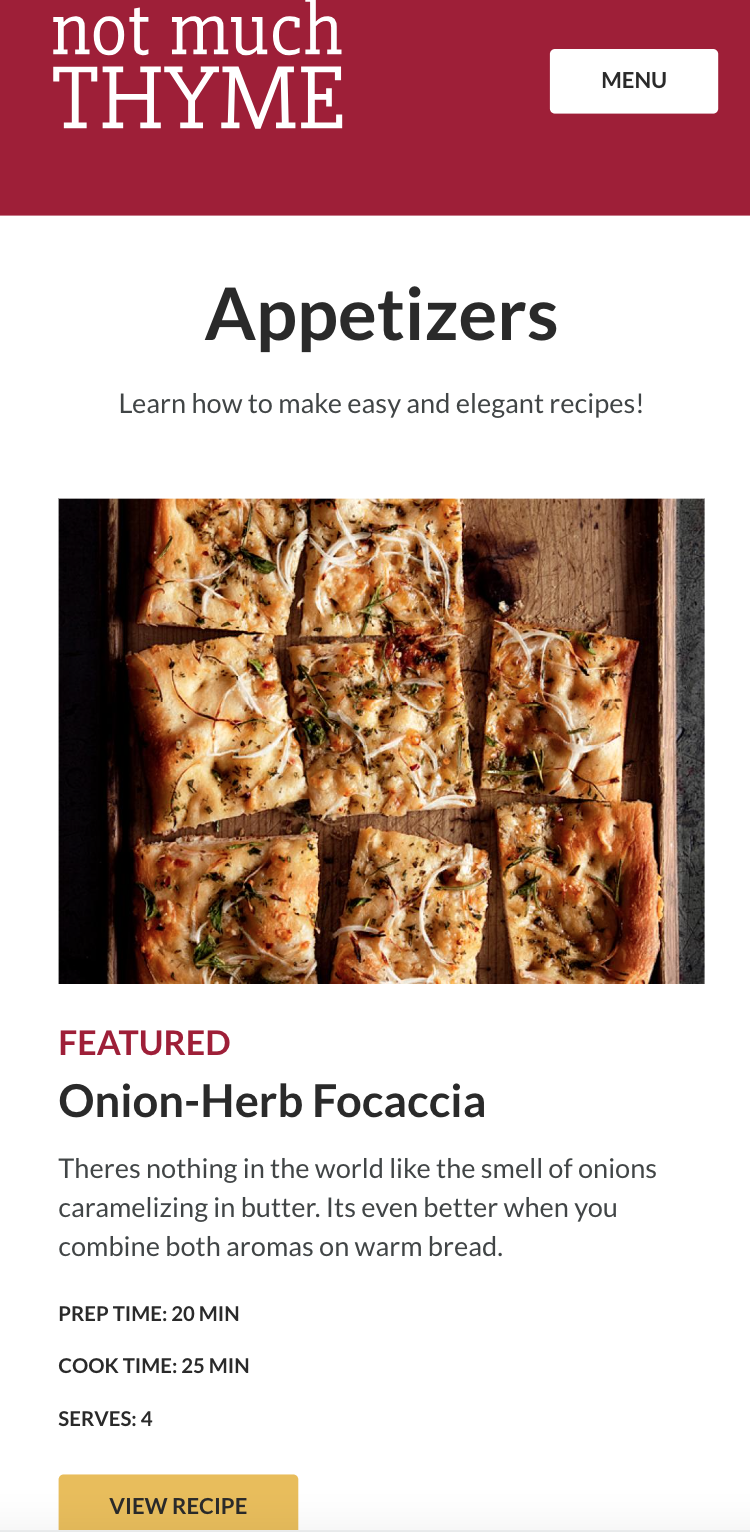 not much
THYME
MENU
Appetizers
Learn how to make easy and elegant recipes!
FEATURED
Onion-Herb Focaccia
Theres nothing in the world like the smell of onions
caramelizing in butter. Its even better when you
combine both aromas on warm bread.
PREP TIME: 20 MIN
COOK TIME: 25 MIN
SERVES: 4
VIEW RECIPE